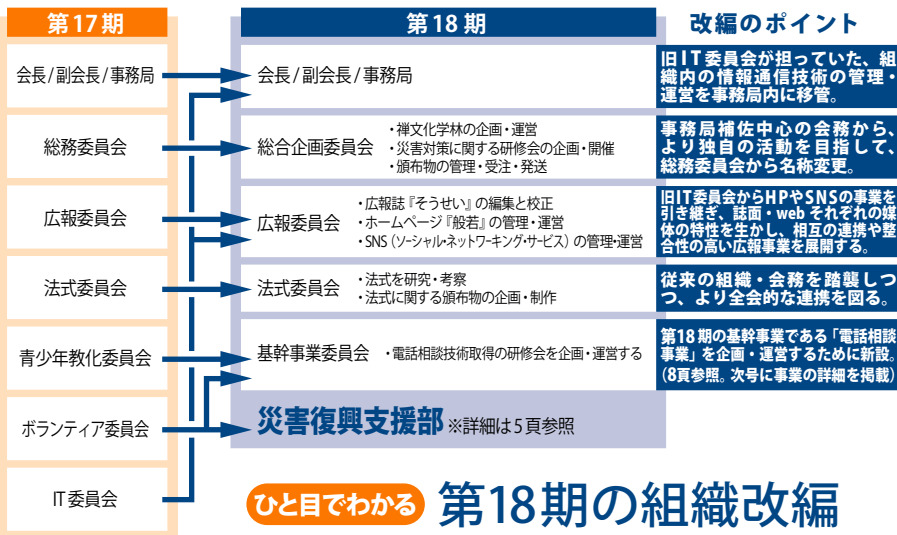 第17期
第18期
改編のポイント
会長/副会長/事務局
会長/副会長/事務局
旧IT委員会が担っていた、組
織内の情報通信技術の管理・
運営を事務局内に移管。
総務委員会
総合企画委員会
・禅文化学林の企画・運営
・災害対策に関する研修会の企画・開催
・頒布物の管理・受注・発送
事務局補佐中心の会務から、
より独自の活動を目指して、
総務委員会から名称変更。
広報委員会
広報委員会
・広報誌『そうせい』の編集と校正
・ホームページ『般若』の管理・運営
・SNS（ソーシャル・ネットワーキング・サービス）の管理・運営
旧IT委員会からHPやSNSの事業を
引き継ぎ、誌面・web それぞれの媒
体の特性を生かし、相互の連携や整
合性の高い広報事業を展開する。
法式委員会
法式委員会
・法式を研究・考察
・法式に関する頒布物の企画・制作
従来の組織・会務を踏襲しつ
つ、より全会的な連携を図る。
青少年教化委員会
基幹事業委員会
・電話相談技術取得の研修会を企画・運営する
第18期の基幹事業である「電話相談
事業」を企画・運営するために新設。
（8頁参照。次号に事業の詳細を掲載）
ボランティア委員会
災害復興支援部 ※詳細は5頁参照
IT委員会
ひと目でわかる 第18期の組織改編